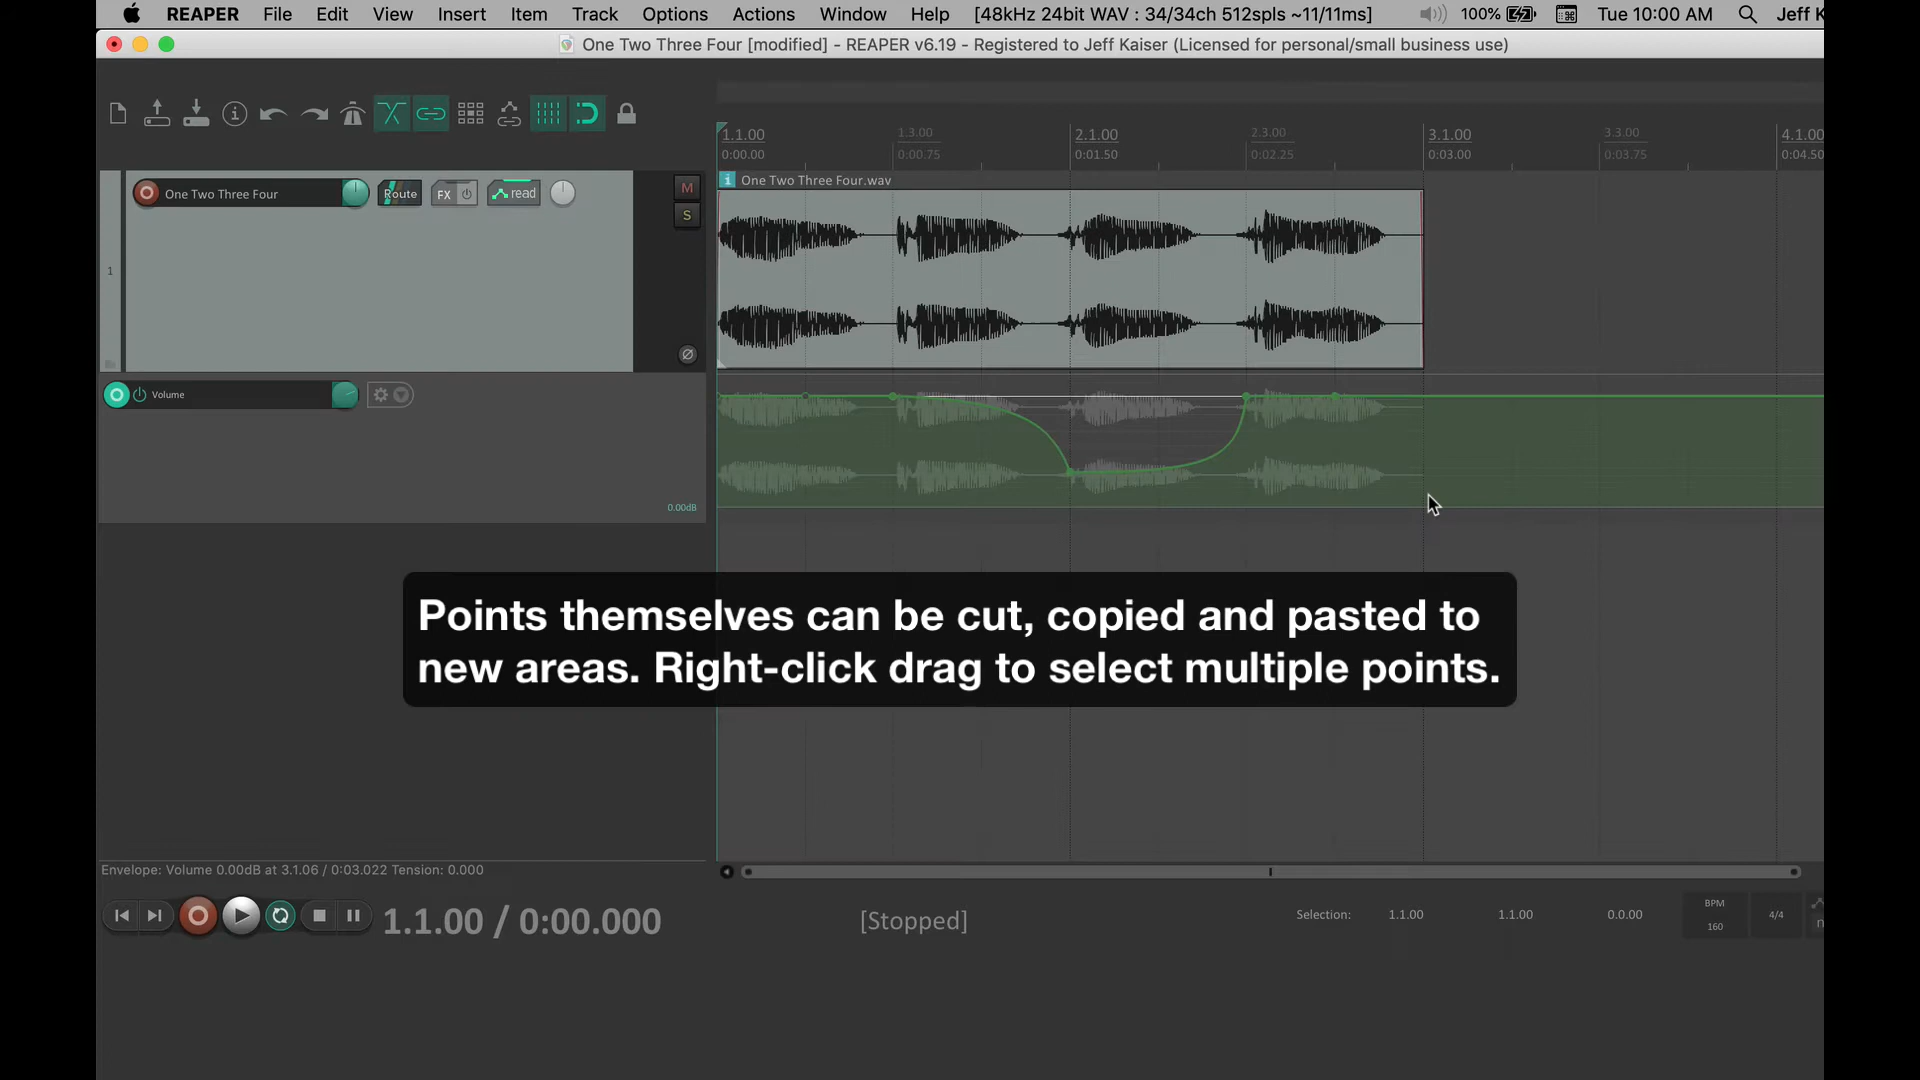 REAPER File Edit View Insert Item Track Options Actions Window Help [48kHz 24bit WAV : 34/34ch 512spls ~11/11ms] 100% Tue 10:00 AM Jeff K
One Two Three Four [modified] - REAPER v6.19 - Registered to Jeff Kaiser (Licensed for personal/small business use)
1.1.00 1.3.00 2.1.00 2.3.00 3.1.00 3.3.00 4.1.00
0:00.00 0:00.75 0:01.50 0:02.25 0:03.00 0:03.75 0:04.50
One Two Three Four.wav
One Two Three Four Route FX read M
S
1
Volume
0.00dB
Points themselves can be cut, copied and pasted to
new areas. Right-click drag to select multiple points.
Envelope: Volume 0.00dB at 3.1.06 / 0:03.022 Tension: 0.000
1.1.00 / 0:00.000 [Stopped] Selection: 1.1.00 1.1.00 0.0.00 BPM 4/4
160